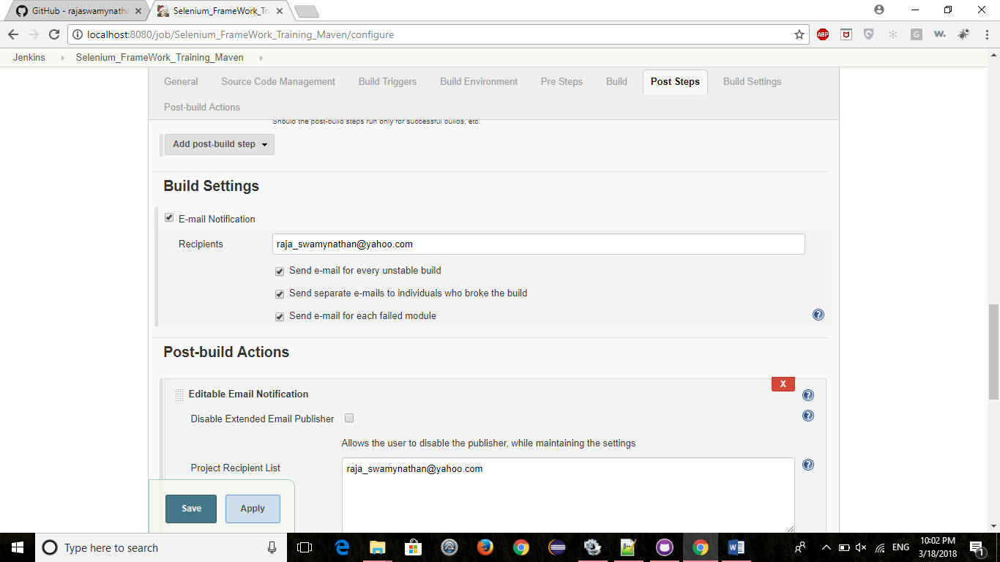 GitHub - rajaswamynath
Selenium_FrameWork_Tra
localhost:8080/job/Selenium_FrameWork_Training_Maven/configure
ABP
G
w.
Jenkins
Selenium_FrameWork_Training_Maven
General
Source Code Management
Build Triggers
Build Environment
Pre Steps
Build
Post Steps
Build Settings
Post-build Actions
Should the post-build steps run only for successful builds, etc.
Add post-build step
Build Settings
E-mail Notification
Recipients
raja_swamynathan@yahoo.com
Send e-mail for every unstable build
Send separate e-mails to individuals who broke the build
Send e-mail for each failed module
Post-build Actions
X
Editable Email Notification
Disable Extended Email Publisher
Allows the user to disable the publisher, while maintaining the settings
Project Recipient List
raja_swamynathan@yahoo.com
Save
Apply
Type here to search
ENG
10:02 PM
3/18/2018
1